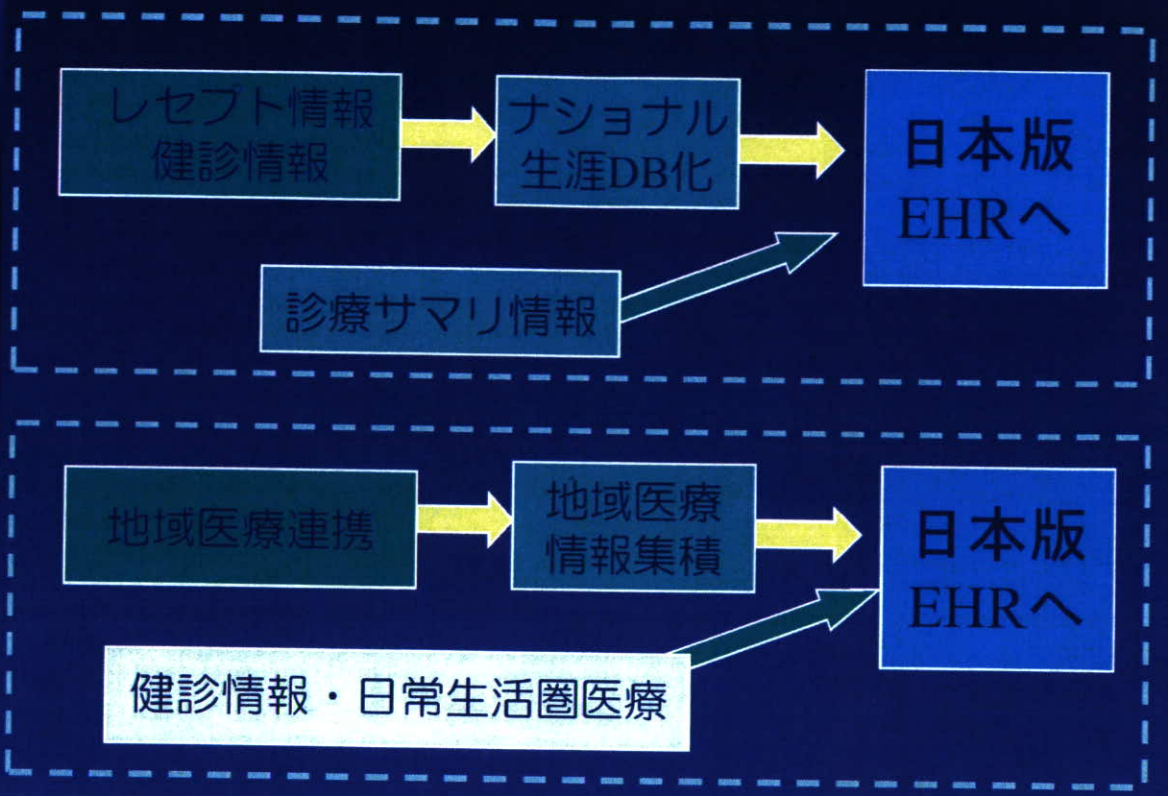 レセプト情報
健診情報
ナショナル
生涯DB化
日本版
EHRへ
診療サマリ情報
地域医療連携
地域医療
情報集積
日本版
EHRへ
健診情報・日常生活圏医療